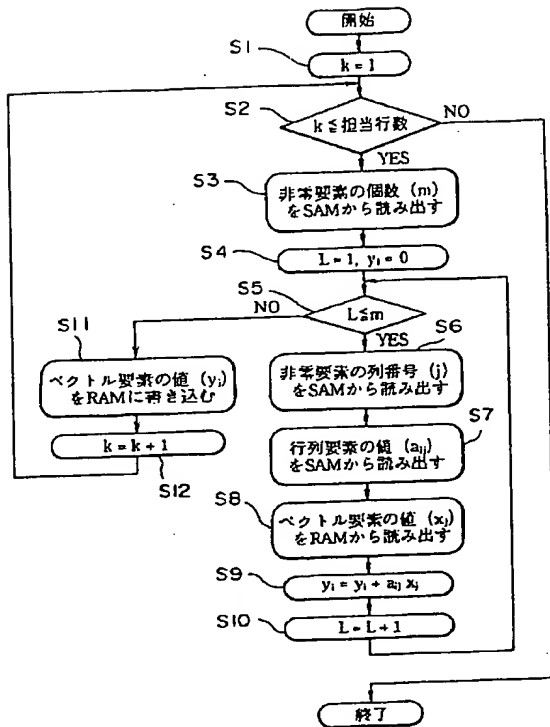 開始
S1
k = 1
S2
k ≦ 担当行数
NO
YES
S3
非零要素の個数 (m)
をSAMから読み出す
S4
L = 1, yi = 0
S5
L ≦ m
NO
YES
S6
非零要素の列番号 (j)
をSAMから読み出す
S7
行列要素の値 (aij)
をSAMから読み出す
S8
ベクトル要素の値 (xj)
をRAMから読み出す
S9
yi = yi + aij xj
S10
L = L + 1
S11
ベクトル要素の値 (yi)
をRAMに書き込む
k = k + 1
S12
終了